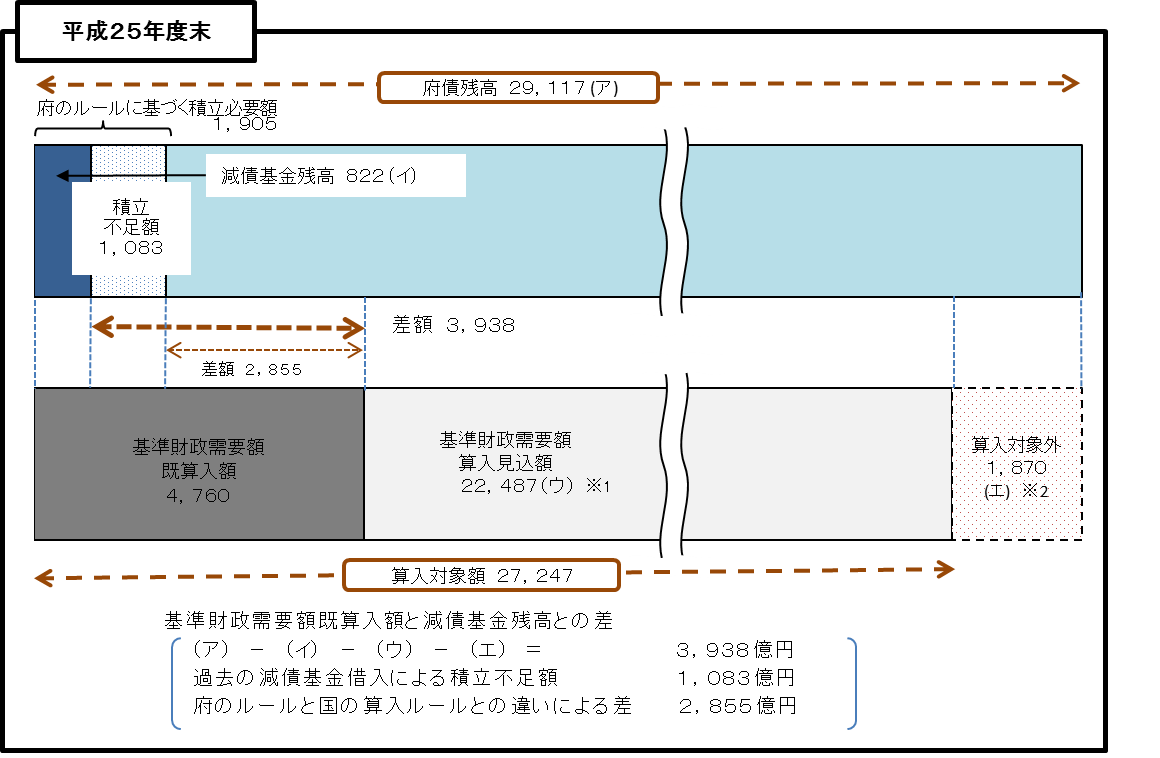 平成25年度末
府債残高 29,117(ア)
府のルールに基づく積立必要額
1,905
減債基金残高 822(イ)
積立
不足額
1,083
差額 3,938
差額 2,855
基準財政需要額
既算入額
4,760
基準財政需要額
算入見込額
22,487(ウ) ※1
算入対象外
1,870
(エ) ※2
算入対象額 27,247
基準財政需要額既算入額と減債基金残高との差
(ア) - (イ) - (ウ) - (エ) = 3,938億円
過去の減債基金借入による積立不足額 1,083億円
府のルールと国の算入ルールとの違いによる差 2,855億円